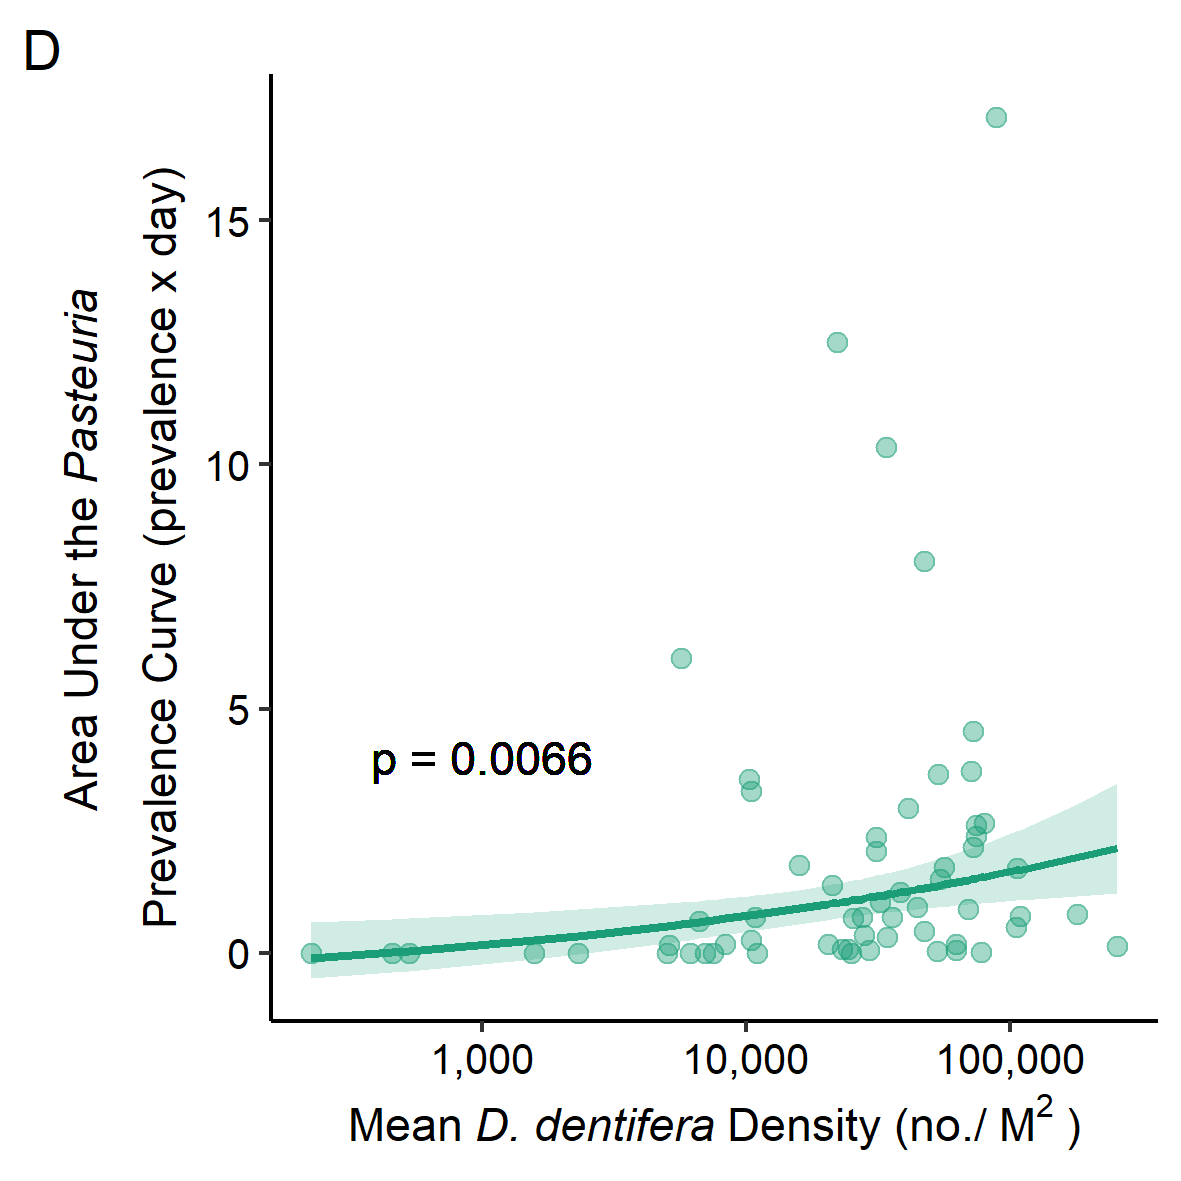 D
Area Under the Pasteuria
Prevalence Curve (prevalence x day)
15
10
5
0
p = 0.0066
1,000
10,000
100,000
Mean D. dentifera Density (no./ M² )